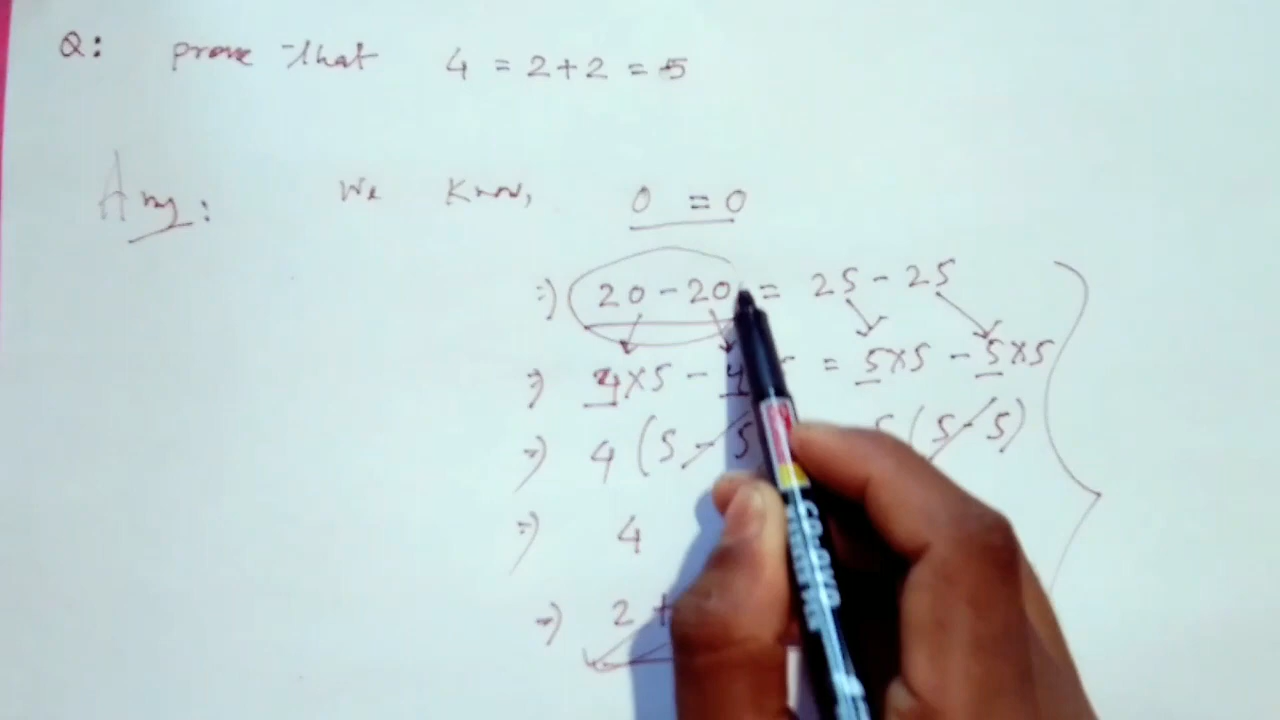 Q: prove that 4 = 2+2 = 5
Ans: We know, 0 = 0
=) 20 - 20 = 25 - 25
=) 4x5 - 4 = 5x5 - 5x5
=) 4 (5 - 5 (5 - 5)
=) 4
=) 2 +